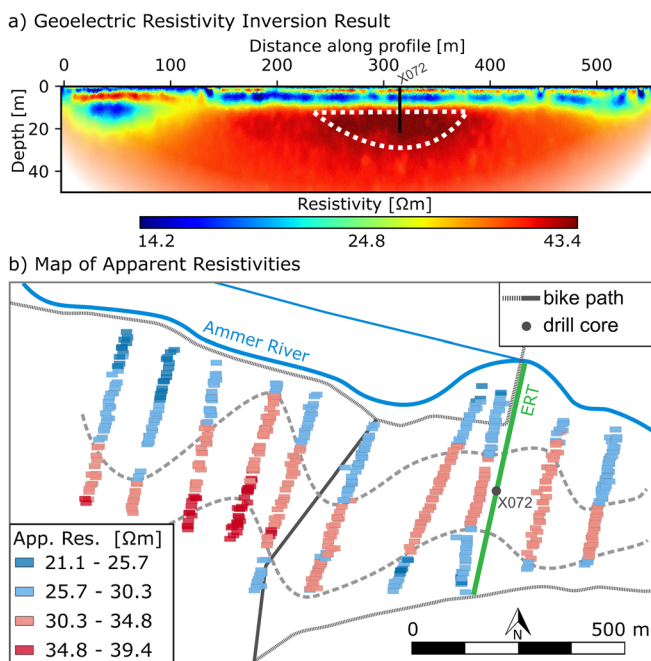 a) Geoelectric Resistivity Inversion Result
Distance along profile [m]
0 100 200 300 400 500
X072
Depth [m]
0
20
40
Resistivity [Ωm]
14.2 24.8 43.4
b) Map of Apparent Resistivities
bike path
drill core
Ammer River
ERT
X072
App. Res. [Ωm]
21.1 - 25.7
25.7 - 30.3
30.3 - 34.8
34.8 - 39.4
N
0 500 m